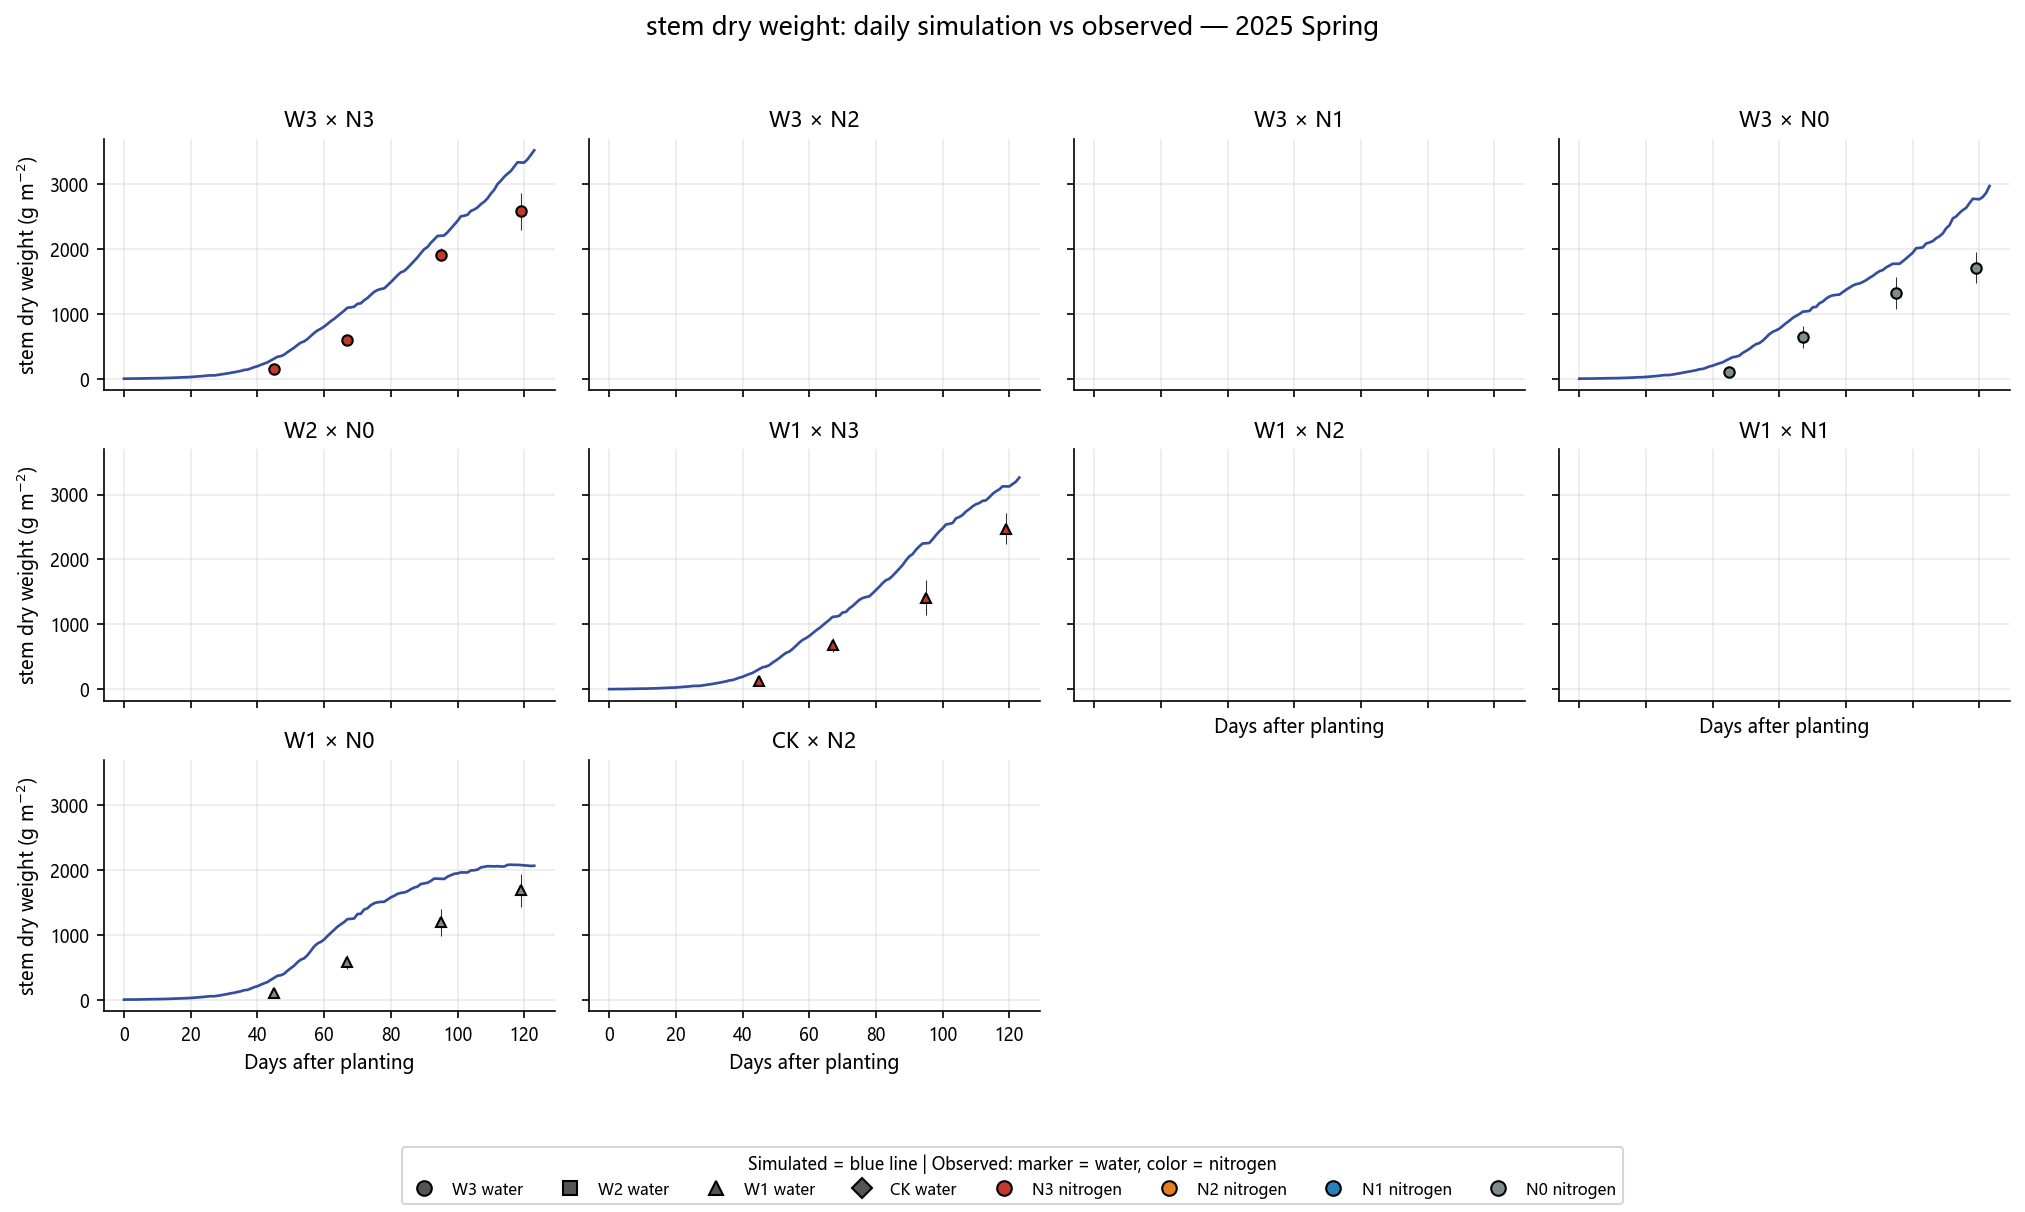 stem dry weight: daily simulation vs observed — 2025 Spring
W3 × N3
W3 × N2
W3 × N1
W3 × N0
stem dry weight (g m⁻²)
3000
2000
1000
0
W2 × N0
W1 × N3
W1 × N2
W1 × N1
stem dry weight (g m⁻²)
3000
2000
1000
0
Days after planting
Days after planting
W1 × N0
CK × N2
stem dry weight (g m⁻²)
3000
2000
1000
0
0 20 40 60 80 100 120
0 20 40 60 80 100 120
Days after planting
Days after planting
Simulated = blue line | Observed: marker = water, color = nitrogen
W3 water W2 water W1 water CK water N3 nitrogen N2 nitrogen N1 nitrogen N0 nitrogen